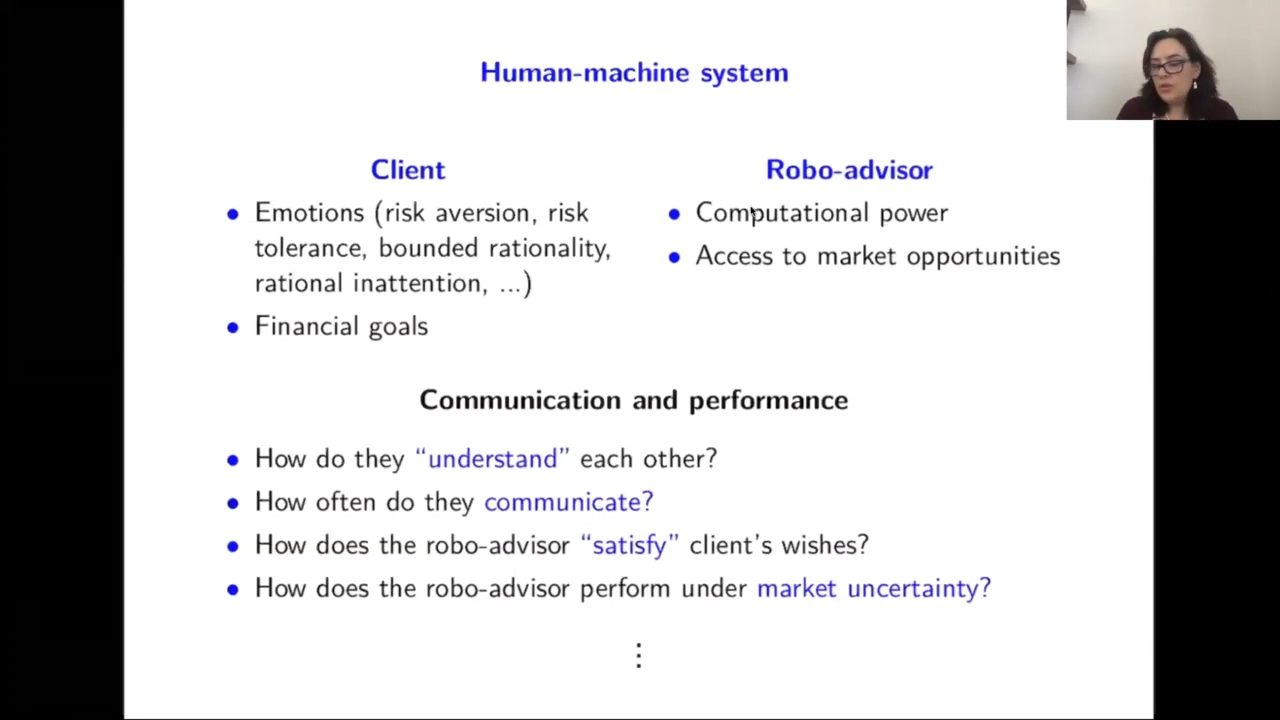 Human-machine system
Client
• Emotions (risk aversion, risk
tolerance, bounded rationality,
rational inattention, ...)
• Financial goals
Robo-advisor
• Computational power
• Access to market opportunities
Communication and performance
• How do they “understand” each other?
• How often do they communicate?
• How does the robo-advisor “satisfy” client's wishes?
• How does the robo-advisor perform under market uncertainty?
⋮